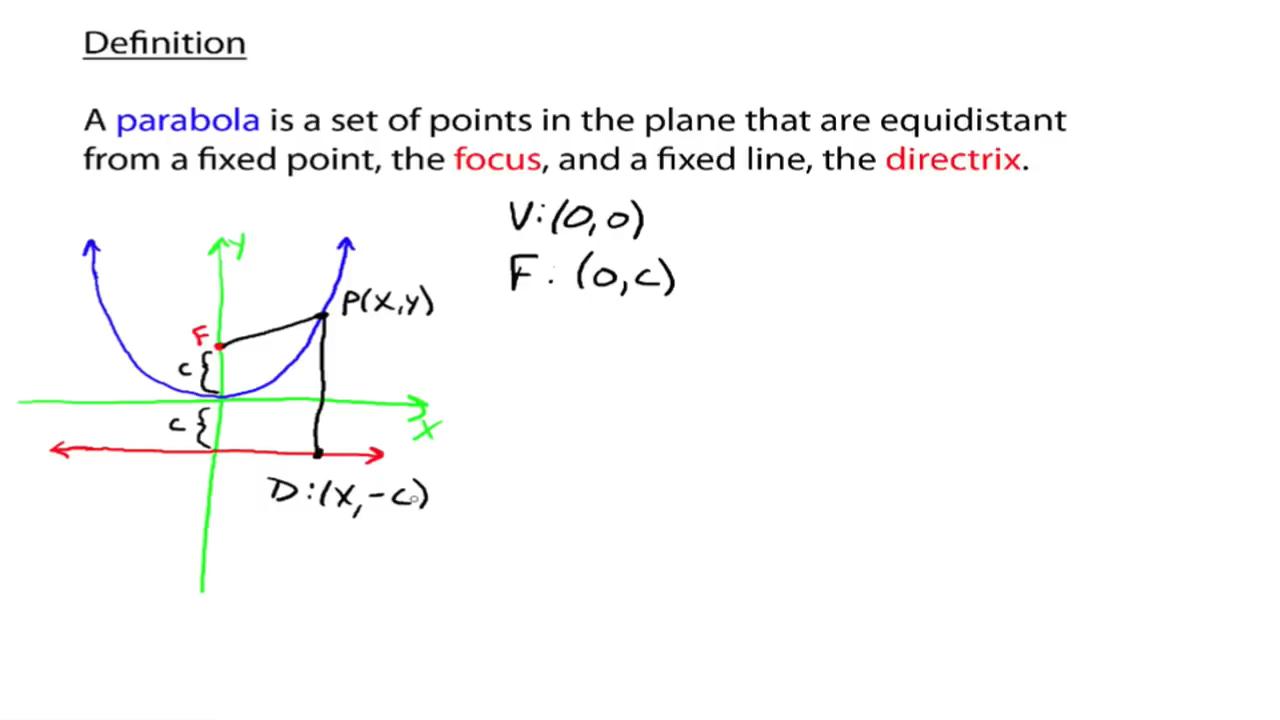 Definition
A parabola is a set of points in the plane that are equidistant
from a fixed point, the focus, and a fixed line, the directrix.
V:(0,0)
F:(0,c)
y
P(x,y)
F
c
c
x
D:(x,-c)